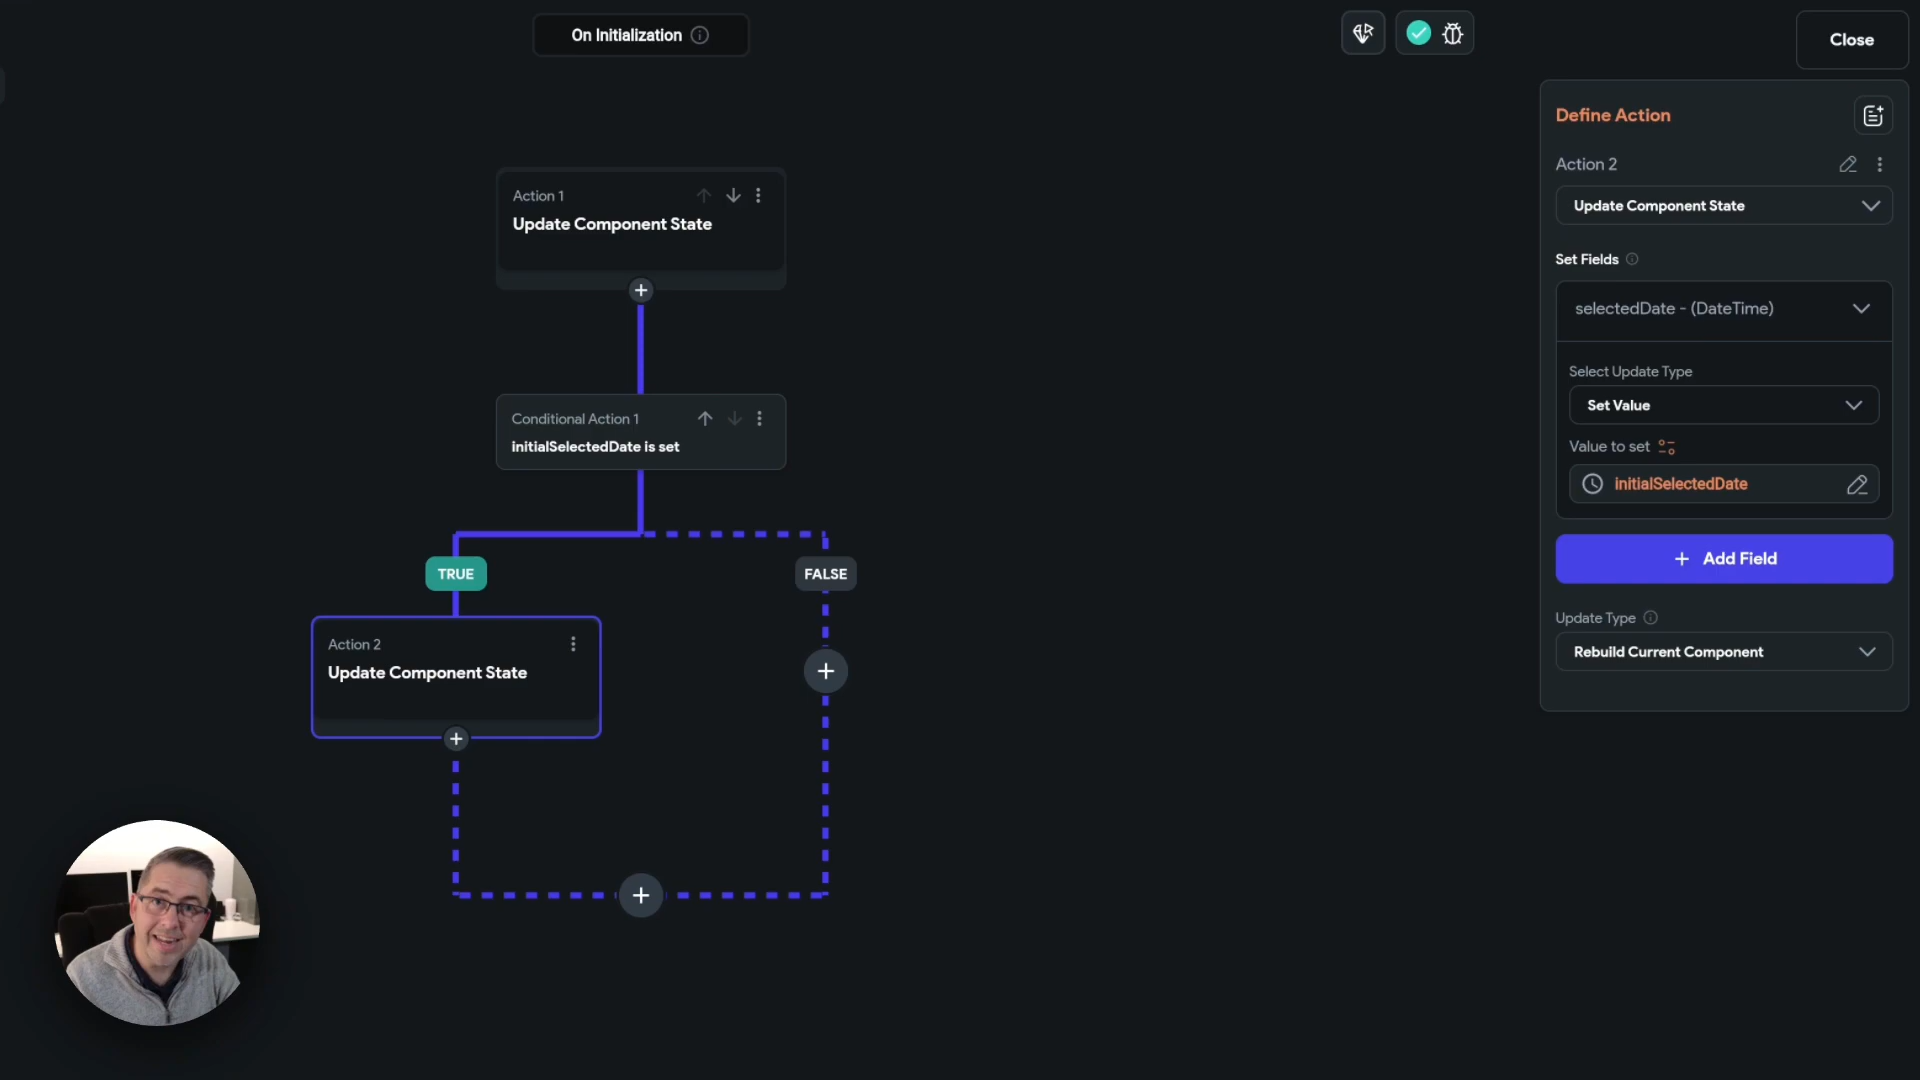 On Initialization
Close
Define Action
Action 2
Update Component State
Set Fields
selectedDate - (DateTime)
Select Update Type
Set Value
Value to set
initialSelectedDate
Add Field
Update Type
Rebuild Current Component
Action 1
Update Component State
Conditional Action 1
initialSelectedDate is set
TRUE
FALSE
Action 2
Update Component State